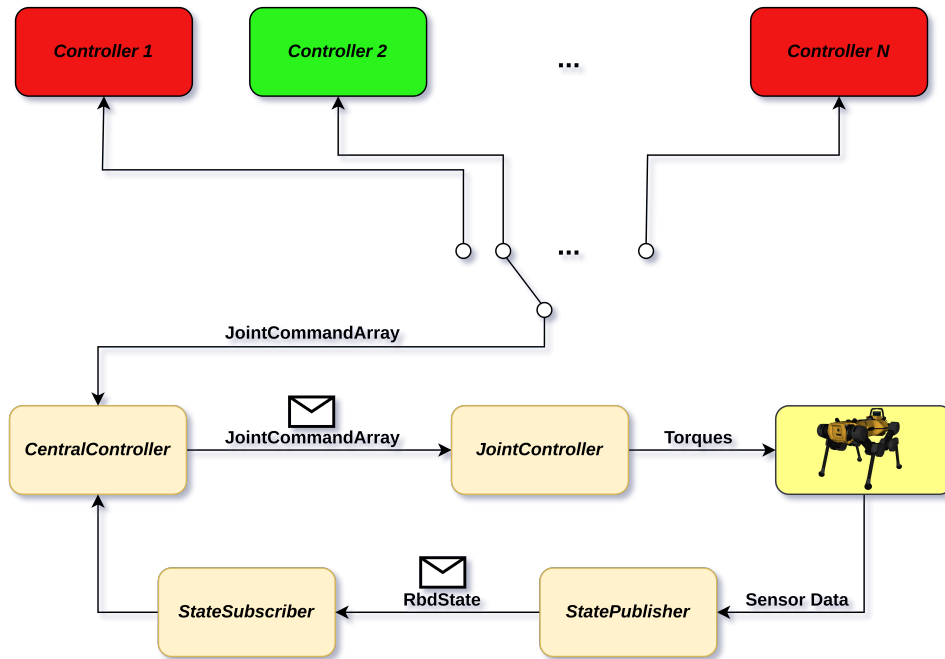 Controller 1
Controller 2
...
Controller N
...
JointCommandArray
CentralController
JointCommandArray
JointController
Torques
StateSubscriber
RbdState
StatePublisher
Sensor Data